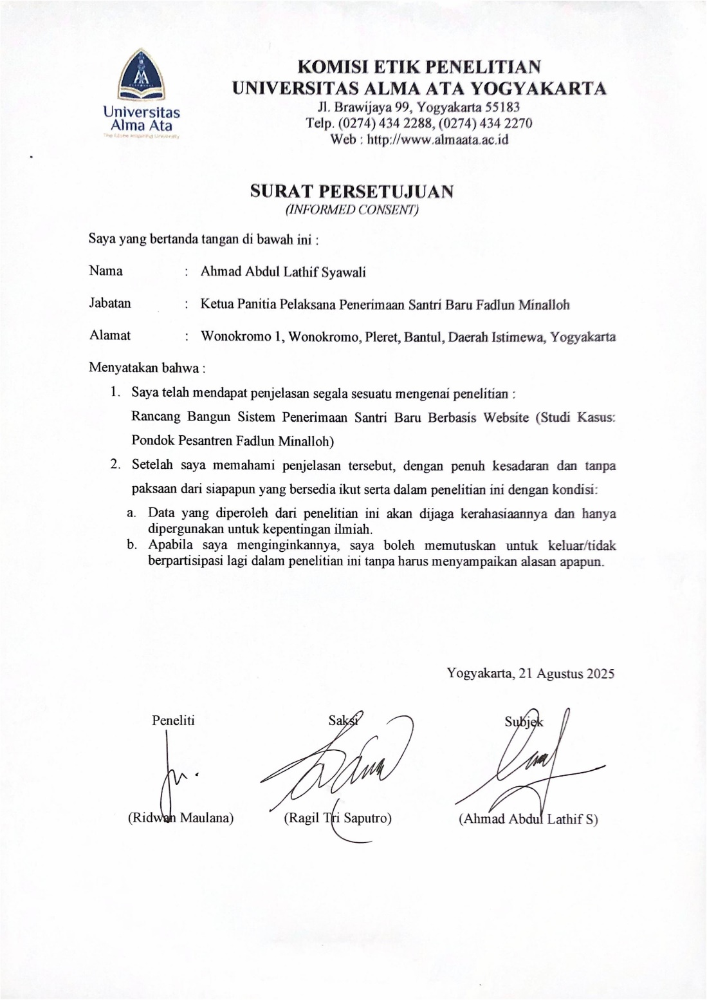 Universitas
Alma Ata
The Globe Inspiring University
KOMISI ETIK PENELITIAN
UNIVERSITAS ALMA ATA YOGYAKARTA
Jl. Brawijaya 99, Yogyakarta 55183
Telp. (0274) 434 2288, (0274) 434 2270
Web : http://www.almaata.ac.id
SURAT PERSETUJUAN
(INFORMED CONSENT)
Saya yang bertanda tangan di bawah ini :
Nama : Ahmad Abdul Lathif Syawali
Jabatan : Ketua Panitia Pelaksana Penerimaan Santri Baru Fadlun Minalloh
Alamat : Wonokromo 1, Wonokromo, Pleret, Bantul, Daerah Istimewa, Yogyakarta
Menyatakan bahwa :
1. Saya telah mendapat penjelasan segala sesuatu mengenai penelitian :
Rancang Bangun Sistem Penerimaan Santri Baru Berbasis Website (Studi Kasus:
Pondok Pesantren Fadlun Minalloh)
2. Setelah saya memahami penjelasan tersebut, dengan penuh kesadaran dan tanpa
paksaan dari siapapun yang bersedia ikut serta dalam penelitian ini dengan kondisi:
a. Data yang diperoleh dari penelitian ini akan dijaga kerahasiaannya dan hanya
dipergunakan untuk kepentingan ilmiah.
b. Apabila saya menginginkannya, saya boleh memutuskan untuk keluar/tidak
berpartisipasi lagi dalam penelitian ini tanpa harus menyampaikan alasan apapun.
Yogyakarta, 21 Agustus 2025
Peneliti Saksi Subjek
(Ridwan Maulana) (Ragil Tri Saputro) (Ahmad Abdul Lathif S)